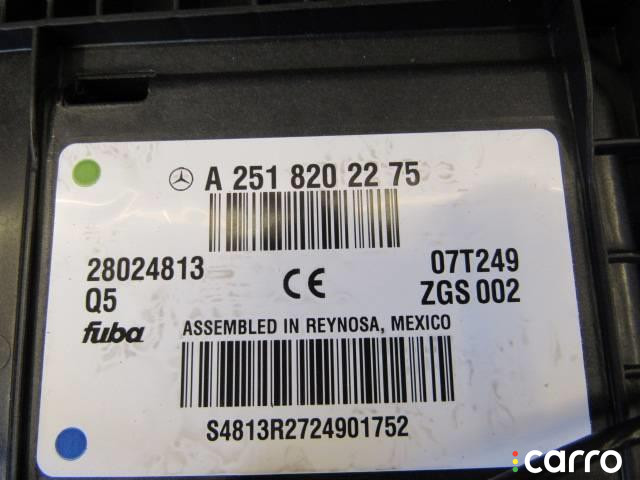 A 251 820 22 75
28024813
07T249
Q5
CE
ZGS 002
fuba
ASSEMBLED IN REYNOSA, MEXICO
S4813R2724901752
carro